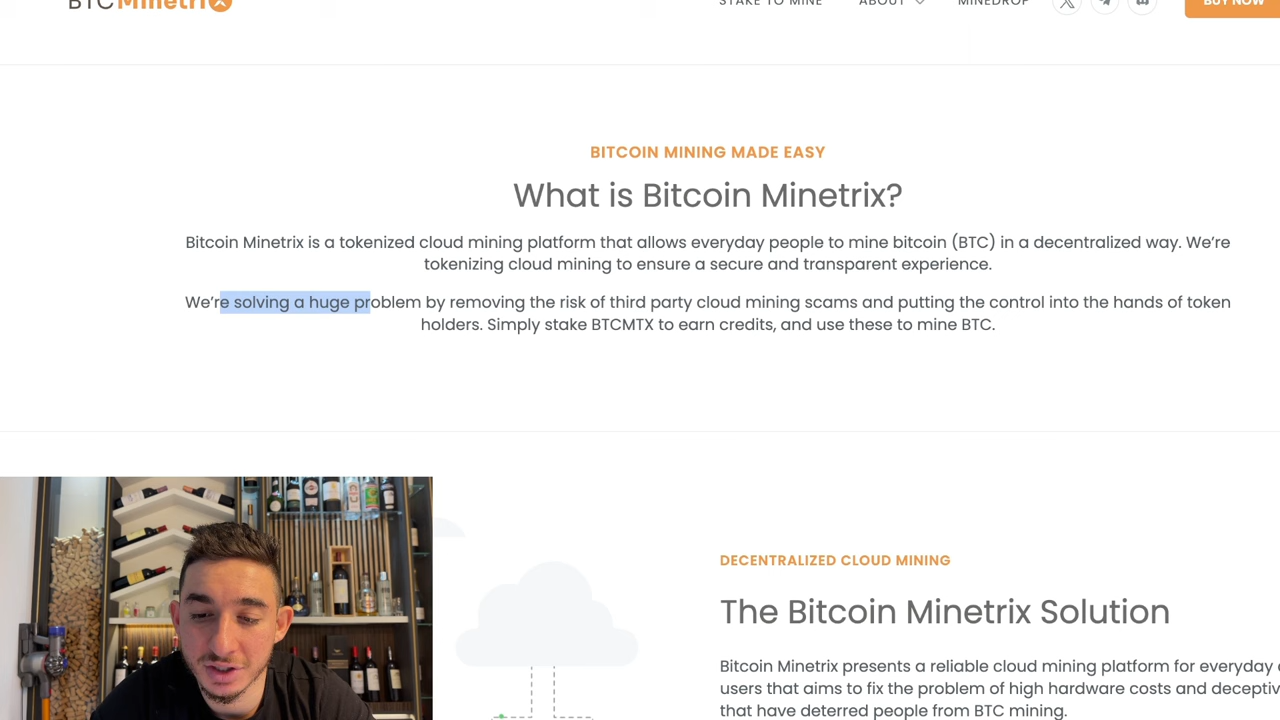 BTCMinetrix
STAKE TO MINE ABOUT MINEDROP BUY NOW
BITCOIN MINING MADE EASY
What is Bitcoin Minetrix?
Bitcoin Minetrix is a tokenized cloud mining platform that allows everyday people to mine bitcoin (BTC) in a decentralized way. We're
tokenizing cloud mining to ensure a secure and transparent experience.
We're solving a huge problem by removing the risk of third party cloud mining scams and putting the control into the hands of token
holders. Simply stake BTCMTX to earn credits, and use these to mine BTC.
DECENTRALIZED CLOUD MINING
The Bitcoin Minetrix Solution
Bitcoin Minetrix presents a reliable cloud mining platform for everyday
users that aims to fix the problem of high hardware costs and deceptiv
that have deterred people from BTC mining.